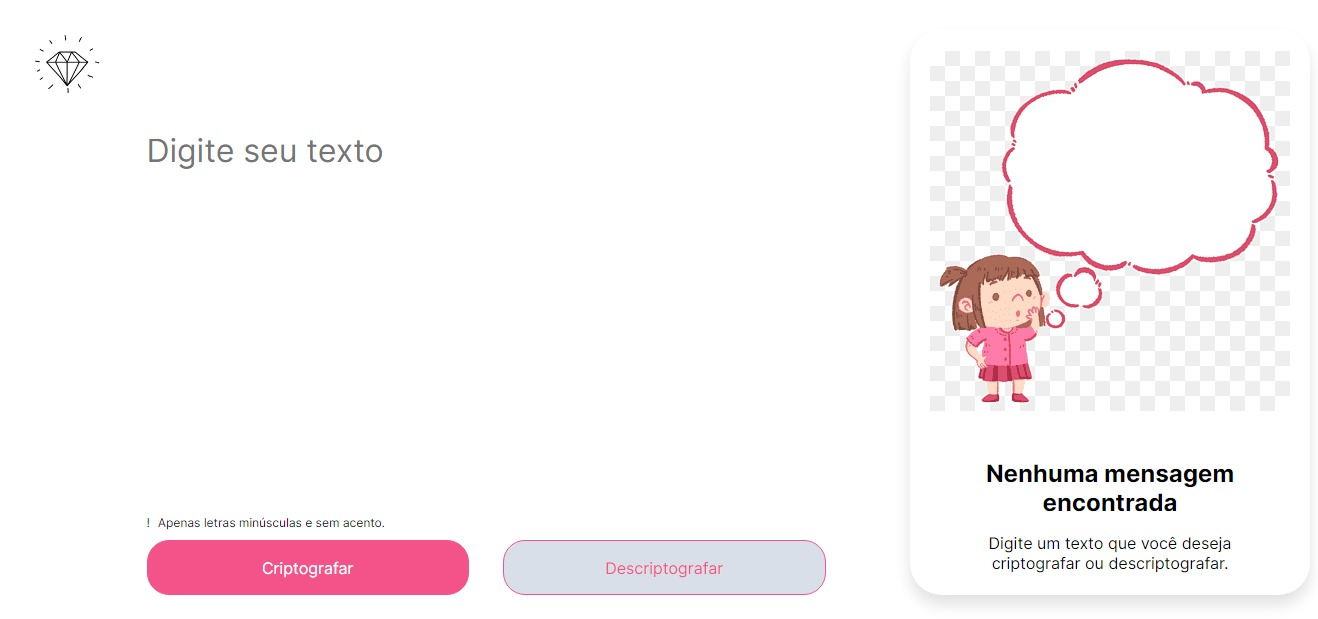 Digite seu texto
! Apenas letras minúsculas e sem acento.
Criptografar
Descriptografar
Nenhuma mensagem
encontrada
Digite um texto que você deseja
criptografar ou descriptografar.